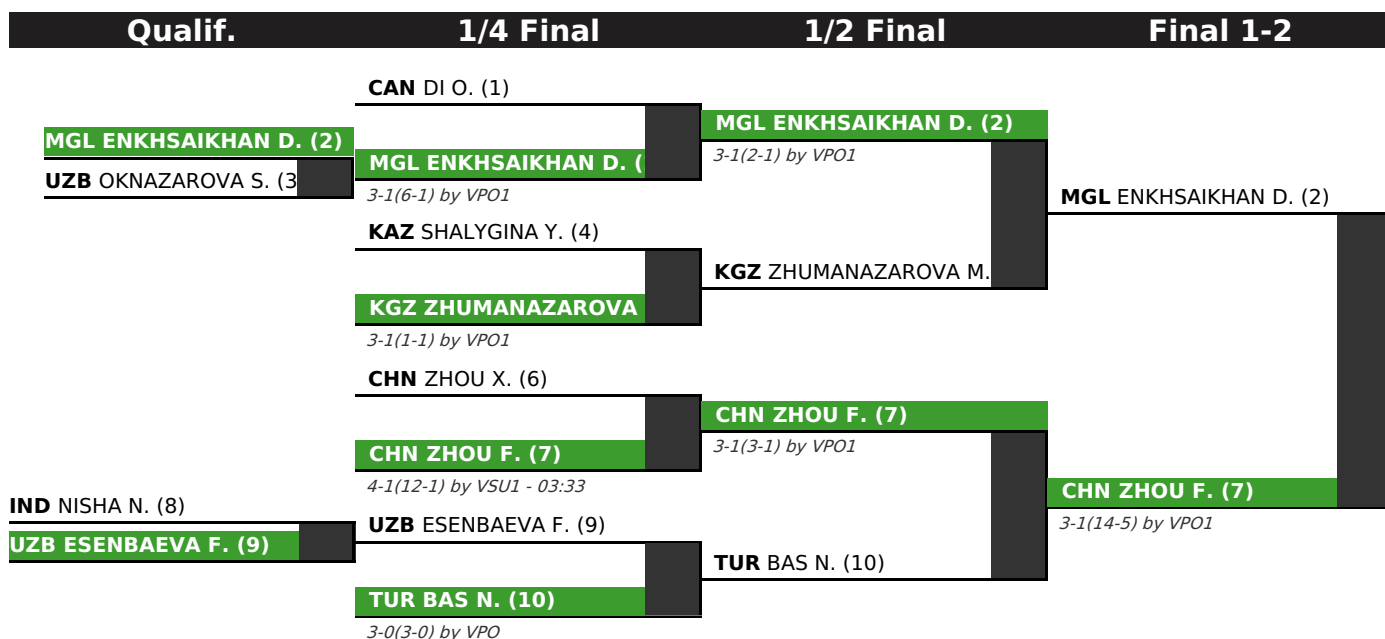 Qualif. 1/4 Final 1/2 Final Final 1-2
CAN DI O. (1)
MGL ENKHSAIKHAN D. (2)
UZB OKNAZAROVA S. (3
MGL ENKHSAIKHAN D. (
3-1(6-1) by VPO1
MGL ENKHSAIKHAN D. (2)
3-1(2-1) by VPO1
KAZ SHALYGINA Y. (4)
KGZ ZHUMANAZAROVA
3-1(1-1) by VPO1
KGZ ZHUMANAZAROVA M.
MGL ENKHSAIKHAN D. (2)
CHN ZHOU X. (6)
CHN ZHOU F. (7)
4-1(12-1) by VSU1 - 03:33
CHN ZHOU F. (7)
3-1(3-1) by VPO1
IND NISHA N. (8)
UZB ESENBAEVA F. (9)
UZB ESENBAEVA F. (9)
TUR BAS N. (10)
3-0(3-0) by VPO
TUR BAS N. (10)
CHN ZHOU F. (7)
3-1(14-5) by VPO1